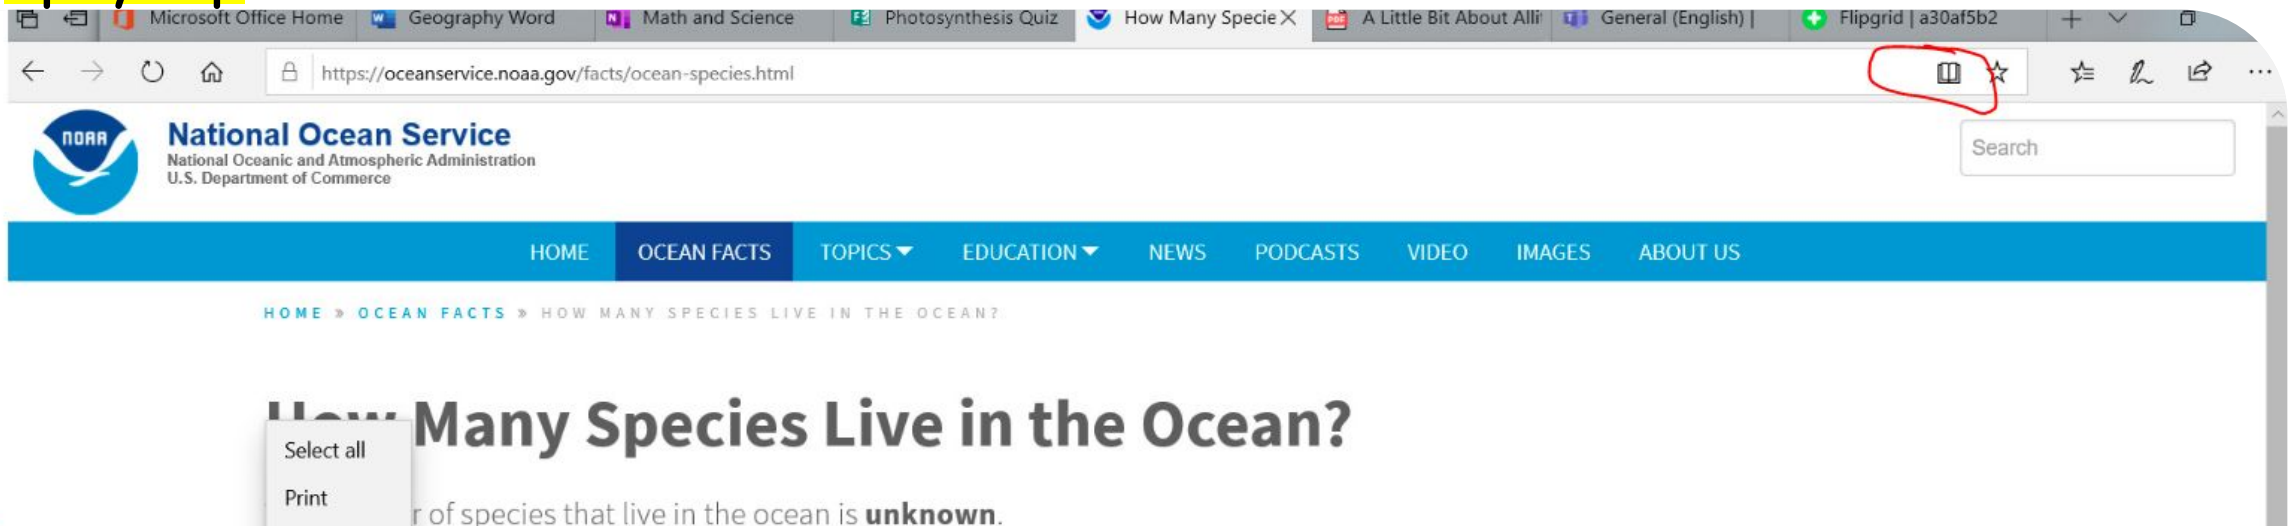 Microsoft Office Home Geography Word Math and Science Photosynthesis Quiz How Many Specie A Little Bit About Allit General (English) | Flipgrid | a30af5b2
https://oceanservice.noaa.gov/facts/ocean-species.html
NOAA
National Ocean Service
National Oceanic and Atmospheric Administration
U.S. Department of Commerce
Search
HOME OCEAN FACTS TOPICS EDUCATION NEWS PODCASTS VIDEO IMAGES ABOUT US
HOME » OCEAN FACTS » HOW MANY SPECIES LIVE IN THE OCEAN?
How Many Species Live in the Ocean?
Select all
Print
of species that live in the ocean is unknown.